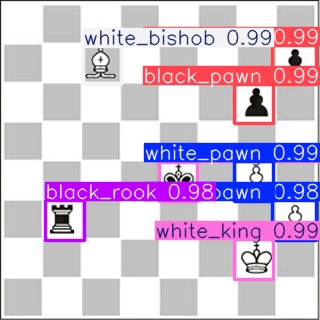 white_bishob 0.99 0.99
black_pawn 0.99
white_pawn 0.99
black_rook 0.98 pawn 0.98
white_king 0.99